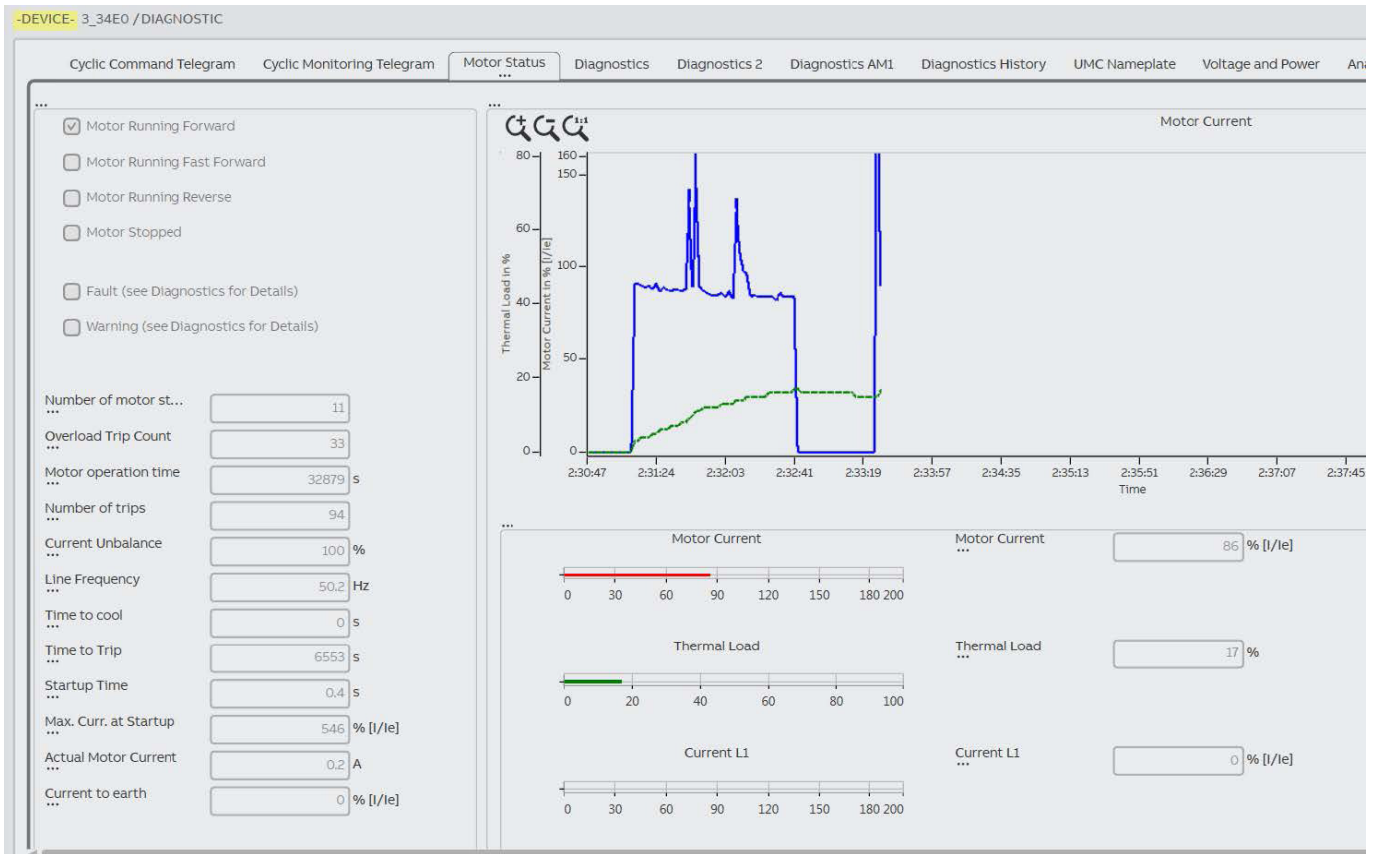 -DEVICE- 3_34E0 / DIAGNOSTIC
Cyclic Command Telegram Cyclic Monitoring Telegram Motor Status Diagnostics Diagnostics 2 Diagnostics AM1 Diagnostics History UMC Nameplate Voltage and Power An
...
...
Motor Running Forward
Motor Running Fast Forward
Motor Running Reverse
Motor Stopped
Fault (see Diagnostics for Details)
Warning (see Diagnostics for Details)
Number of motor st... 11
...
Overload Trip Count 33
...
Motor operation time 32879 s
...
Number of trips 94
...
Current Unbalance 100 %
...
Line Frequency 50.2 Hz
...
Time to cool 0 s
...
Time to Trip 6553 s
...
Startup Time 0.4 s
...
Max. Curr. at Startup 546 % [I/Ie]
...
Actual Motor Current 0.2 A
...
Current to earth 0 % [I/Ie]
...
...
1:1
Motor Current
Thermal Load in %
80
60
40
20
0
Motor Current in % [I/Ie]
160
150
100
50
0
2:30:47 2:31:24 2:32:03 2:32:41 2:33:19 2:33:57 2:34:35 2:35:13 2:35:51 2:36:29 2:37:07 2:37:45
Time
...
Motor Current
0 30 60 90 120 150 180 200
Motor Current 86 % [I/Ie]
...
Thermal Load
0 20 40 60 80 100
Thermal Load 17 %
...
Current L1
0 30 60 90 120 150 180 200
Current L1 0 % [I/Ie]
...